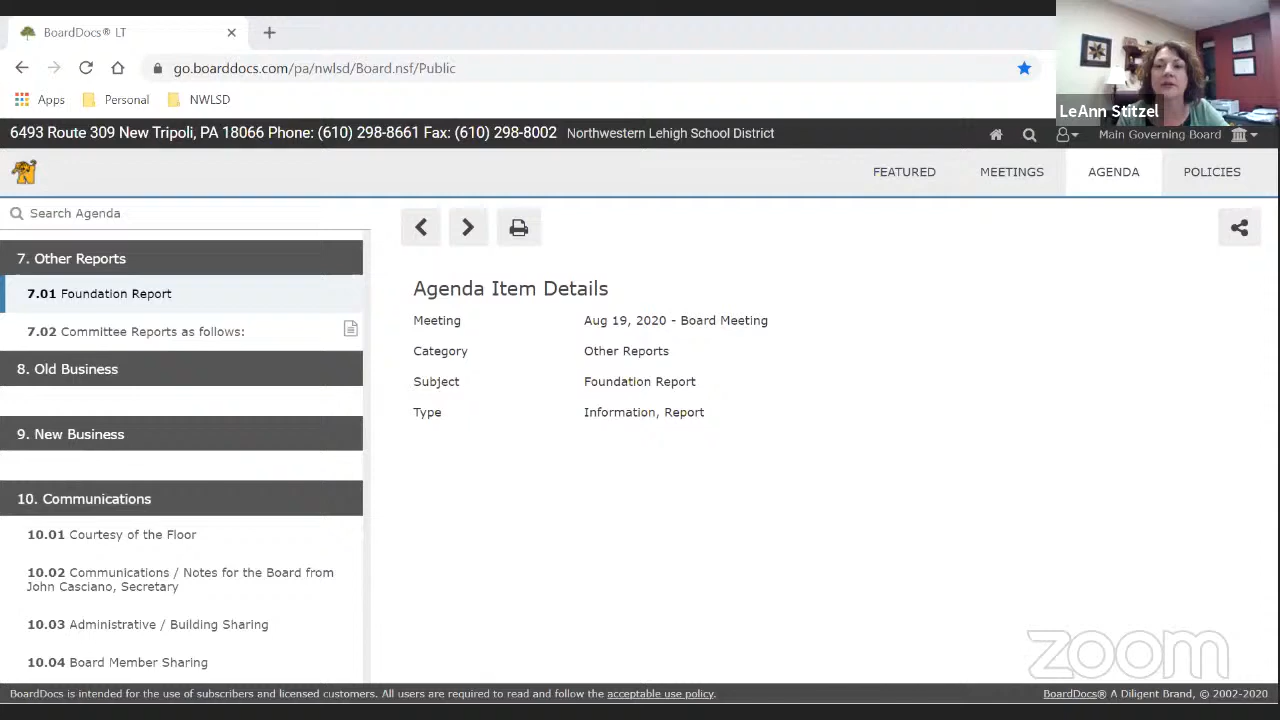 BoardDocs® LT
go.boarddocs.com/pa/nwlsd/Board.nsf/Public
Apps Personal NWLSD
LeAnn Stitzel
6493 Route 309 New Tripoli, PA 18066 Phone: (610) 298-8661 Fax: (610) 298-8002 Northwestern Lehigh School District
Main Governing Board
FEATURED MEETINGS AGENDA POLICIES
Search Agenda
7. Other Reports
7.01 Foundation Report
7.02 Committee Reports as follows:
8. Old Business
9. New Business
10. Communications
10.01 Courtesy of the Floor
10.02 Communications / Notes for the Board from
John Casciano, Secretary
10.03 Administrative / Building Sharing
10.04 Board Member Sharing
Agenda Item Details
Meeting Aug 19, 2020 - Board Meeting
Category Other Reports
Subject Foundation Report
Type Information, Report
zoom
BoardDocs is intended for the use of subscribers and licensed customers. All users are required to read and follow the acceptable use policy.
BoardDocs® A Diligent Brand, © 2002-2020